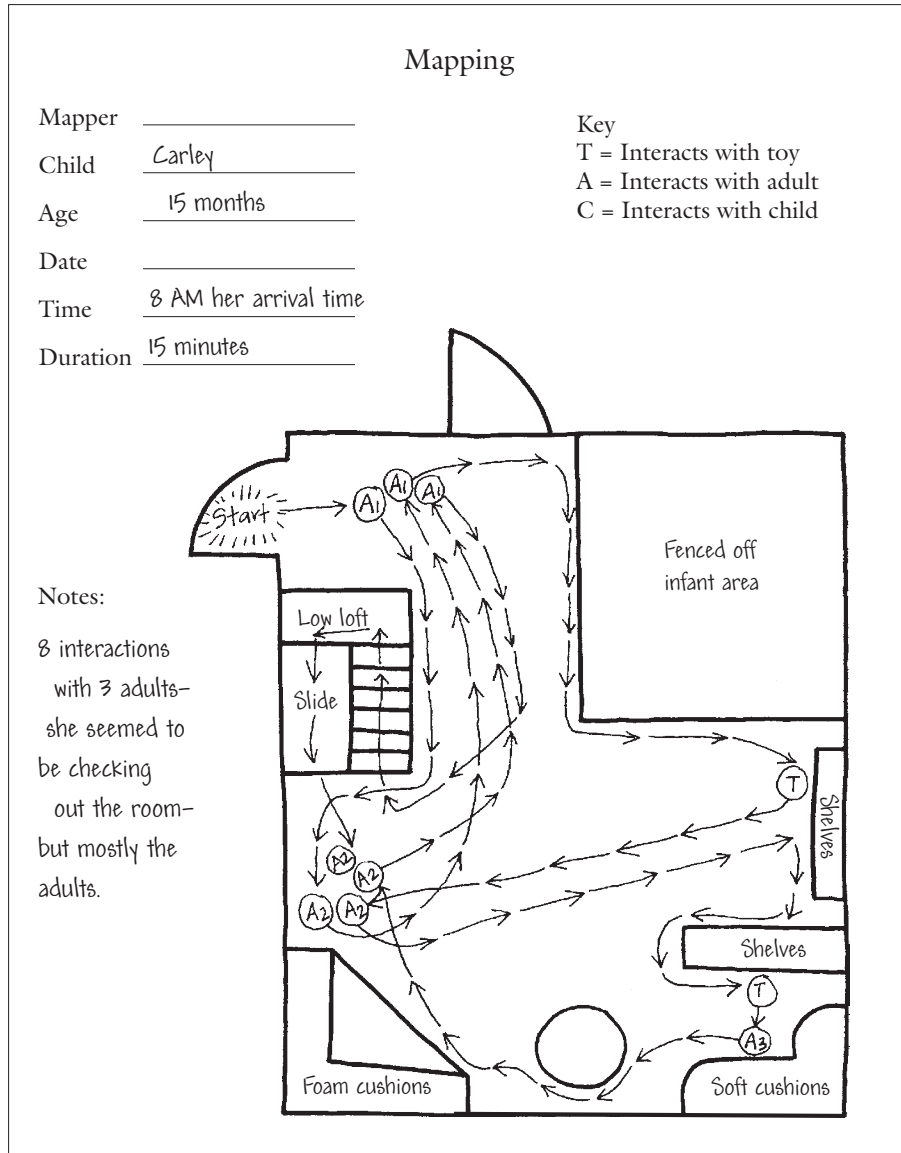 Mapping
Mapper
Child Carley
Age 15 months
Date
Time 8 AM her arrival time
Duration 15 minutes
Key
T = Interacts with toy
A = Interacts with adult
C = Interacts with child
Start
A1
A1
A1
Fenced off
infant area
Notes:
8 interactions
with 3 adults–
she seemed to
be checking
out the room–
but mostly the
adults.
Low loft
Slide
T
Shelves
A2
A2
A2
A2
Shelves
T
A3
Foam cushions
Soft cushions